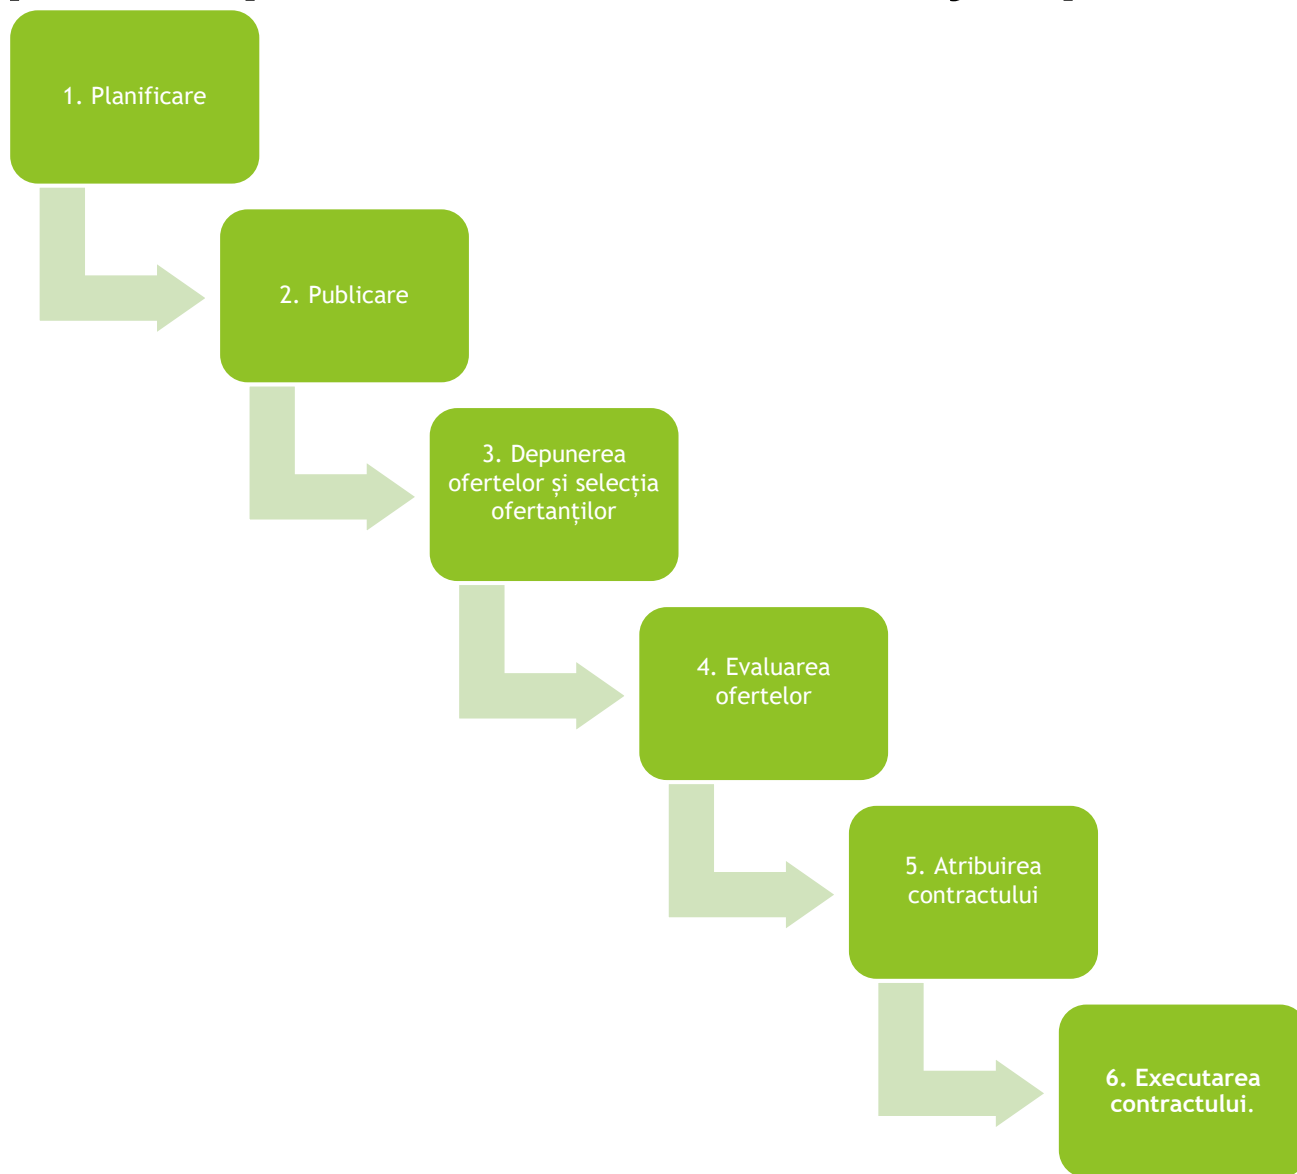 1. Planificare
2. Publicare
3. Depunerea
ofertelor și selecția
ofertanților
4. Evaluarea
ofertelor
5. Atribuirea
contractului
6. Executarea
contractului.